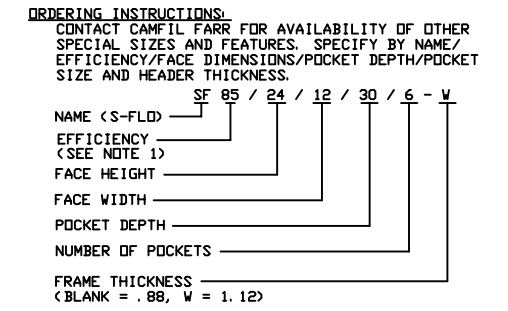 ORDERING INSTRUCTIONS:
CONTACT CAMFIL FARR FOR AVAILABILITY OF OTHER
SPECIAL SIZES AND FEATURES. SPECIFY BY NAME/
EFFICIENCY/FACE DIMENSIONS/POCKET DEPTH/POCKET
SIZE AND HEADER THICKNESS.
SF 85 / 24 / 12 / 30 / 6 - W
NAME (S-FLO)
EFFICIENCY
(SEE NOTE 1)
FACE HEIGHT
FACE WIDTH
POCKET DEPTH
NUMBER OF POCKETS
FRAME THICKNESS
(BLANK = .88, W = 1.12)